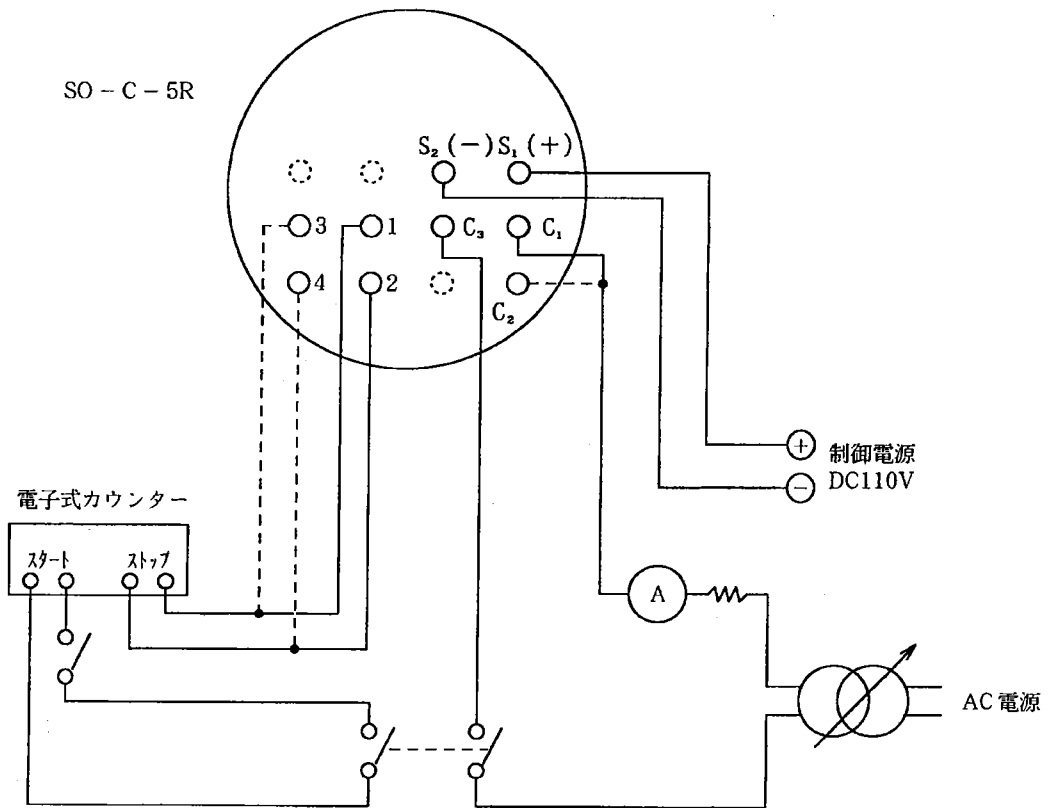 SO-C-5R
S₂(-) S₁(+)
3 1 C₃ C₁
4 2 C₂
+ 制御電源
- DC110V
電子式カウンター
スタート ストップ
A
AC電源